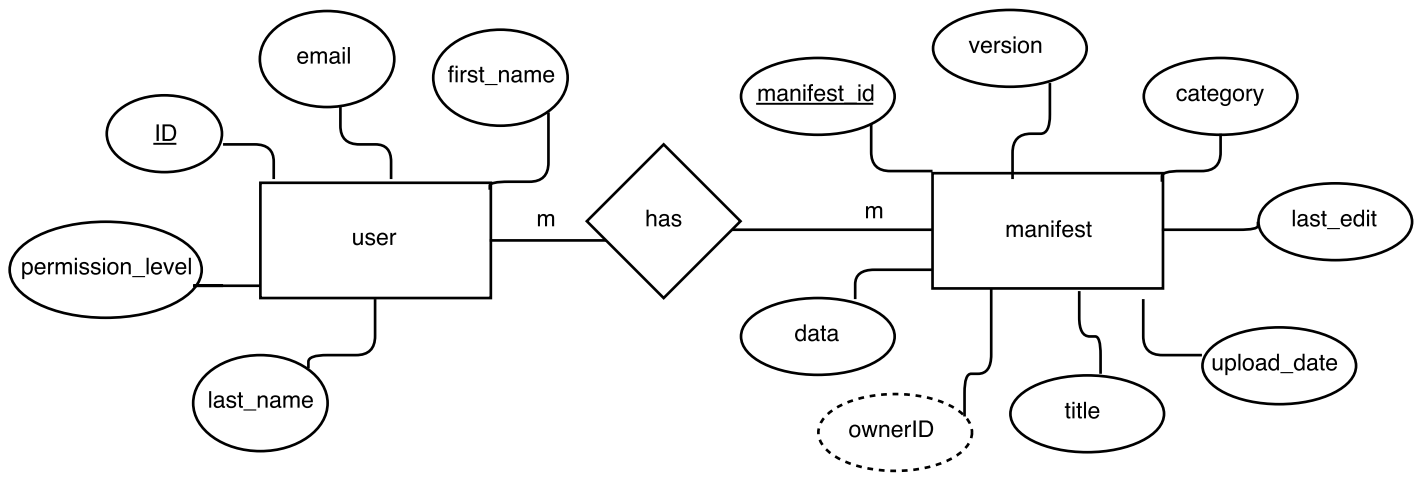 email
first_name
ID
user
permission_level
last_name
m
has
m
version
manifest_id
category
manifest
last_edit
data
ownerID
title
upload_date